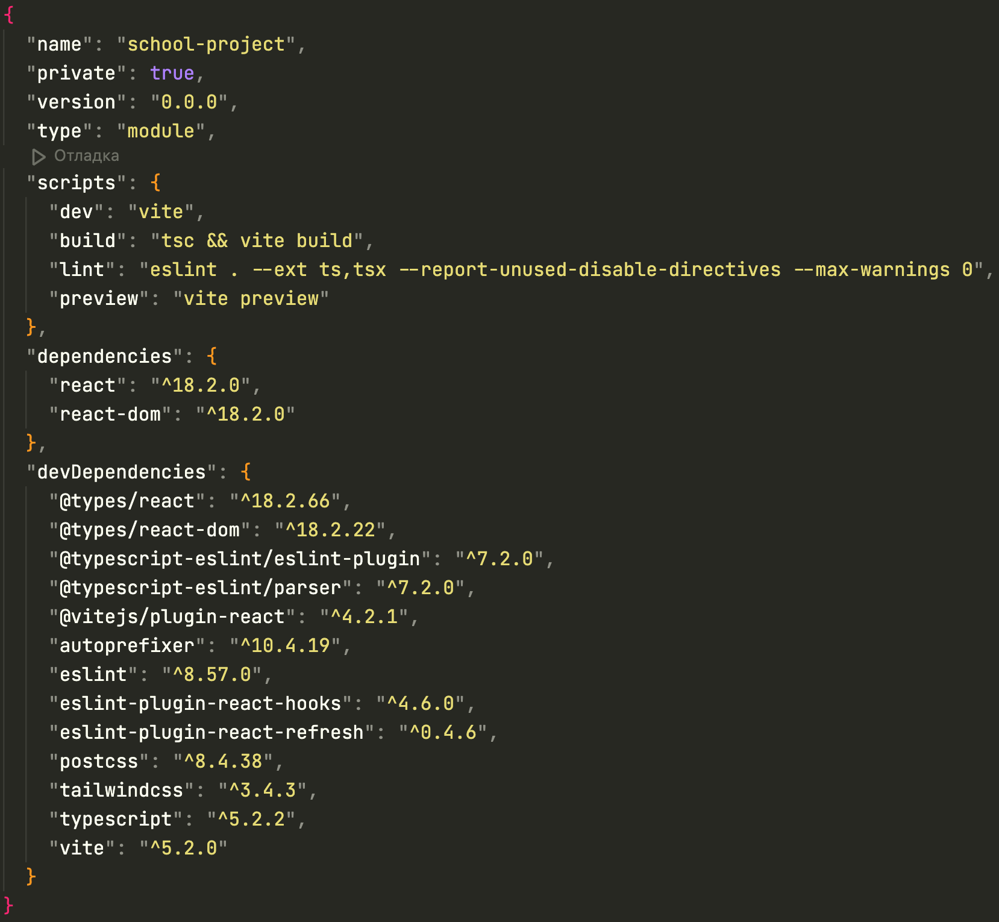 {
"name": "school-project",
"private": true,
"version": "0.0.0",
"type": "module",
Отладка
"scripts": {
"dev": "vite",
"build": "tsc && vite build",
"lint": "eslint . --ext ts,tsx --report-unused-disable-directives --max-warnings 0",
"preview": "vite preview"
},
"dependencies": {
"react": "^18.2.0",
"react-dom": "^18.2.0"
},
"devDependencies": {
"@types/react": "^18.2.66",
"@types/react-dom": "^18.2.22",
"@typescript-eslint/eslint-plugin": "^7.2.0",
"@typescript-eslint/parser": "^7.2.0",
"@vitejs/plugin-react": "^4.2.1",
"autoprefixer": "^10.4.19",
"eslint": "^8.57.0",
"eslint-plugin-react-hooks": "^4.6.0",
"eslint-plugin-react-refresh": "^0.4.6",
"postcss": "^8.4.38",
"tailwindcss": "^3.4.3",
"typescript": "^5.2.2",
"vite": "^5.2.0"
}
}